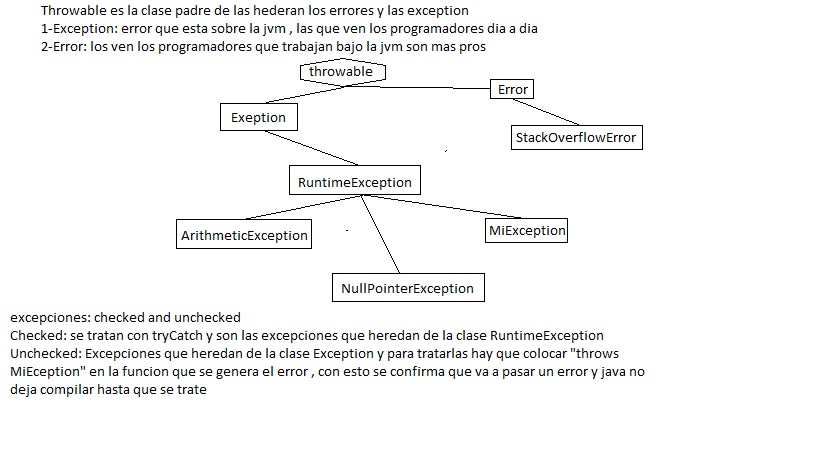 Throwable es la clase padre de las hederan los errores y las exception
1-Exception: error que esta sobre la jvm , las que ven los programadores dia a dia
2-Error: los ven los programadores que trabajan bajo la jvm son mas pros
throwable
Error
Exeption
StackOverflowError
RuntimeException
ArithmeticException
MiException
NullPointerException
excepciones: checked and unchecked
Checked: se tratan con tryCatch y son las excepciones que heredan de la clase RuntimeException
Unchecked: Excepciones que heredan de la clase Exception y para tratarlas hay que colocar "throws
MiEception" en la funcion que se genera el error , con esto se confirma que va a pasar un error y java no
deja compilar hasta que se trate